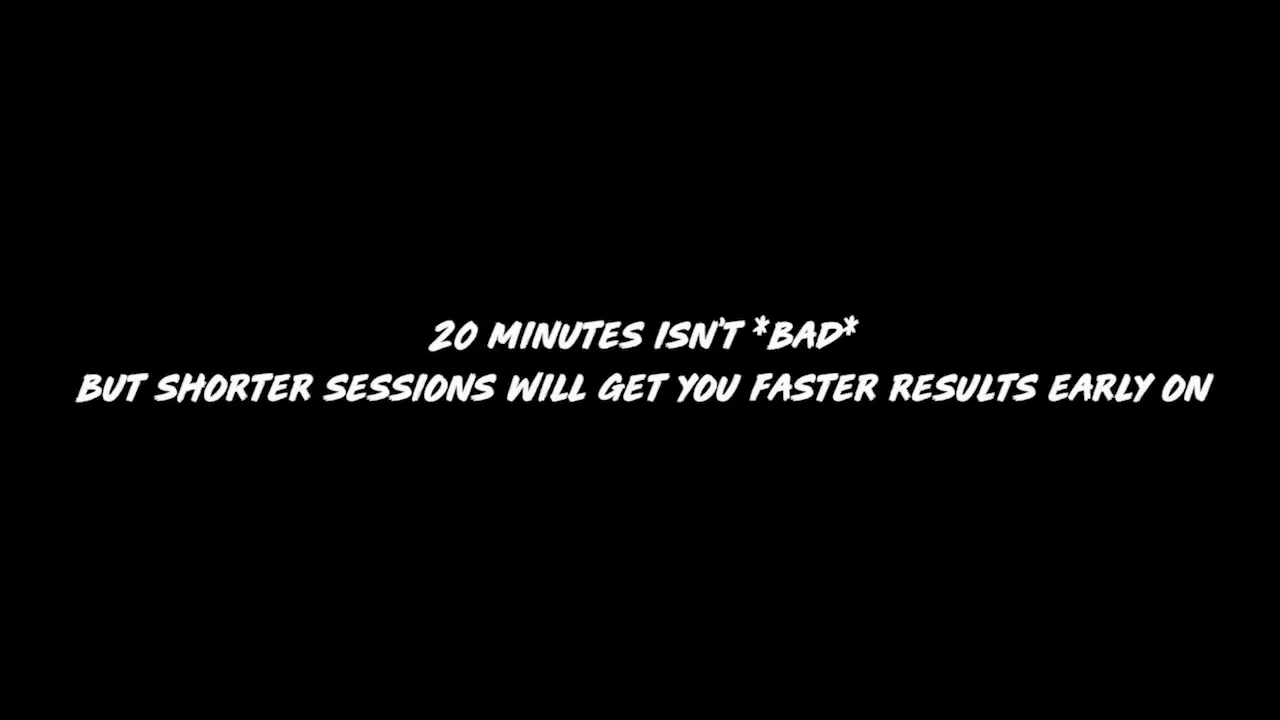 20 MINUTES ISN'T *BAD*
BUT SHORTER SESSIONS WILL GET YOU FASTER RESULTS EARLY ON